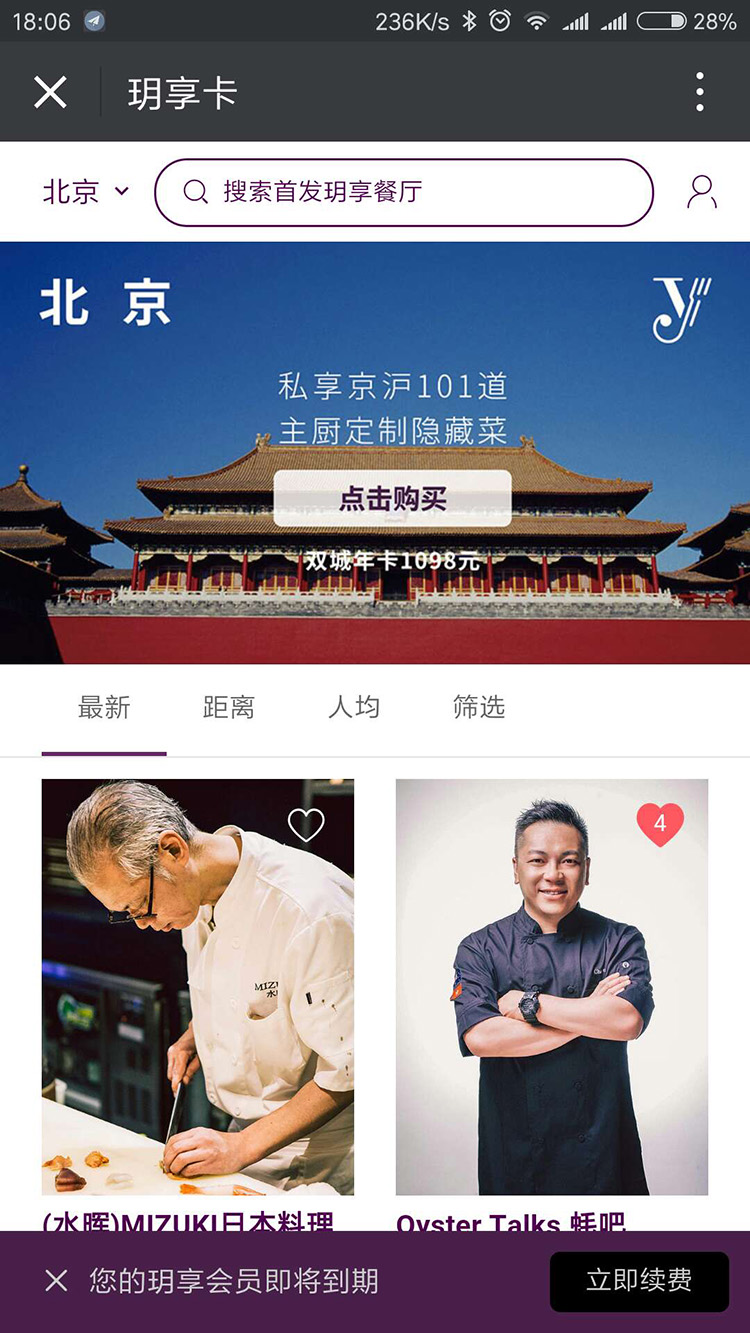 18:06
236K/s
28%
玥享卡
北京
搜索首发玥享餐厅
北京
y
私享京沪101道
主厨定制隐藏菜
点击购买
双城年卡1098元
最新
距离
人均
筛选
4
MIZU
水
(水晖)MIZUKI日本料理
Oyster Talks 蚝吧
您的玥享会员即将到期
立即续费